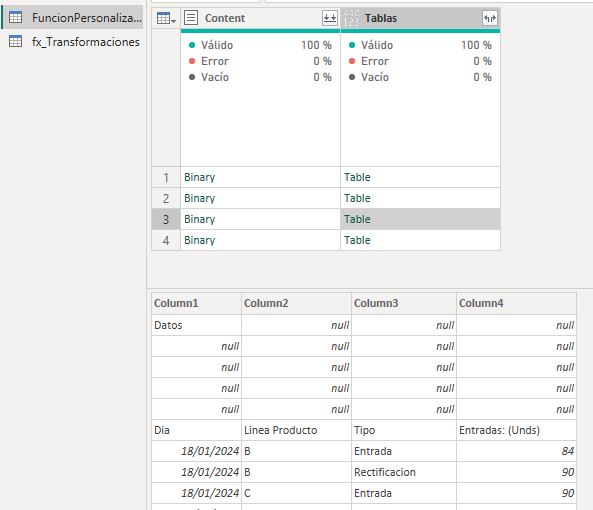 FuncionPersonaliza...
fx_Transformaciones
Content
ABC
123
Tablas
Válido 100 %
Error 0 %
Vacío 0 %
Válido 100 %
Error 0 %
Vacío 0 %
1 Binary Table
2 Binary Table
3 Binary Table
4 Binary Table
Column1 Column2 Column3 Column4
Datos null null null
null null null null
null null null null
null null null null
null null null null
Dia Linea Producto Tipo Entradas: (Unds)
18/01/2024 B Entrada 84
18/01/2024 B Rectificacion 90
18/01/2024 C Entrada 90